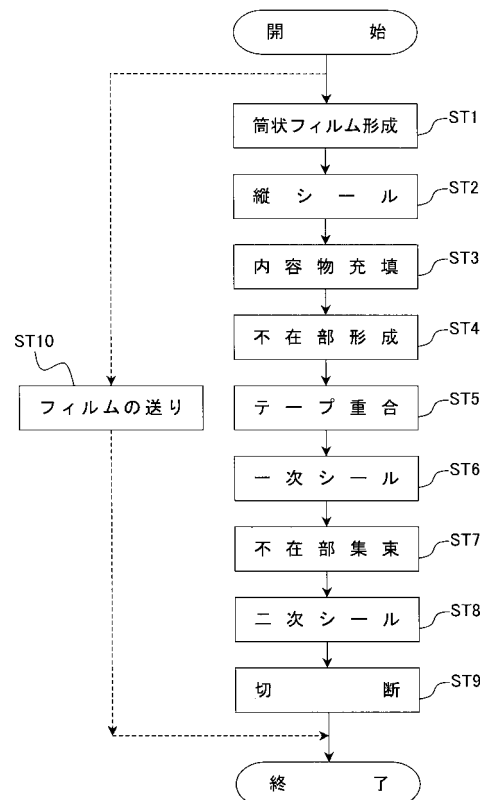 開始
筒状フィルム形成
ST1
縦シール
ST2
内容物充填
ST3
不在部形成
ST4
ST10
フィルムの送り
テープ重合
ST5
一次シール
ST6
不在部集束
ST7
二次シール
ST8
切断
ST9
終了